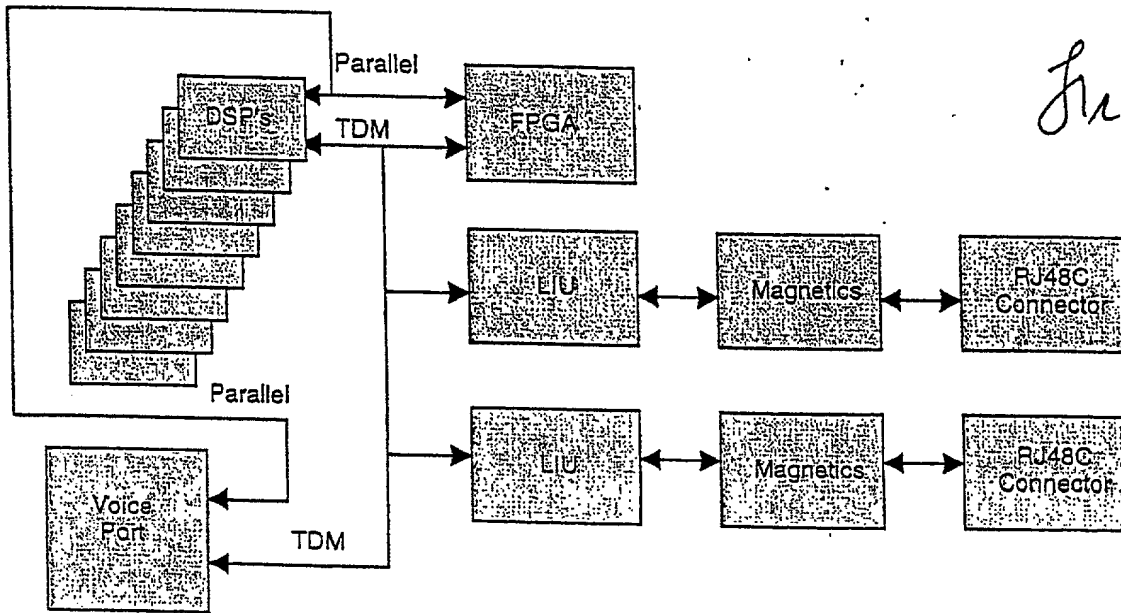 Parallel
DSP's
TDM
FPGA
LIU
Magnetics
RJ48C
Connector
Parallel
LIU
Magnetics
RJ48C
Connector
Voice
Port
TDM